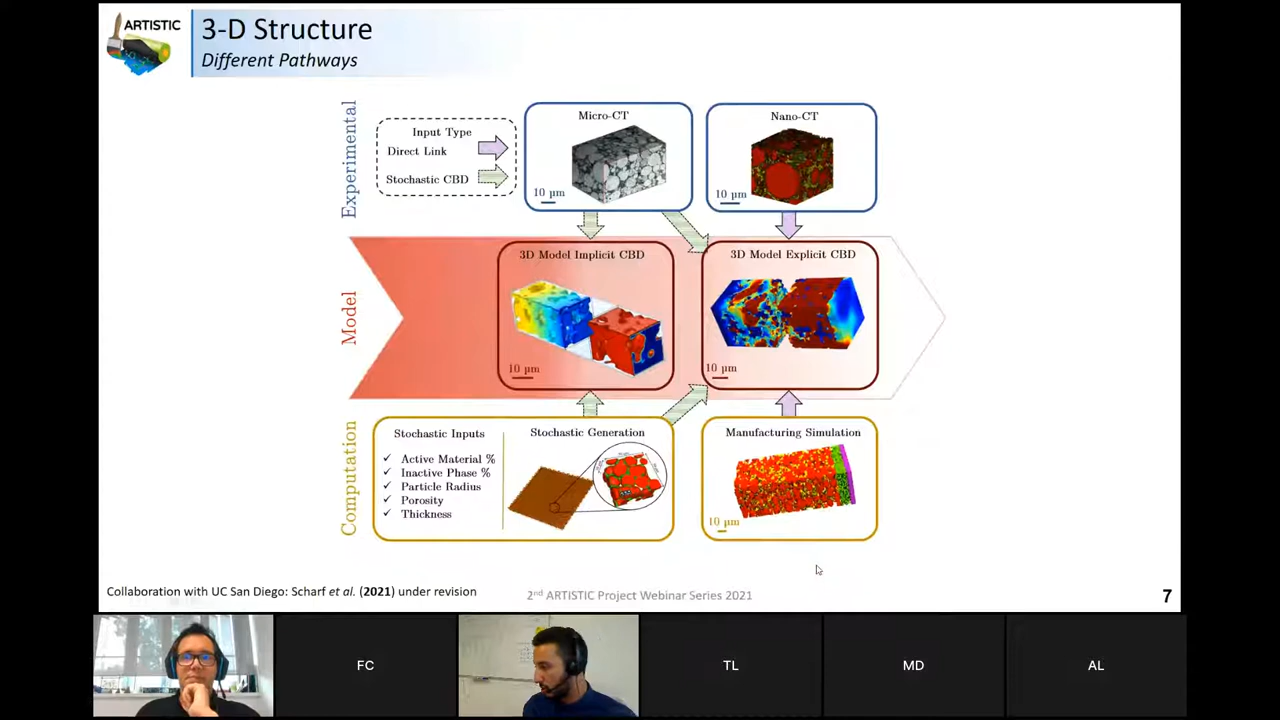 ARTISTIC
3-D Structure
Different Pathways
Experimental
Input Type
Direct Link
Stochastic CBD
Micro-CT
10 µm
Nano-CT
10 µm
Model
3D Model Implicit CBD
10 µm
3D Model Explicit CBD
10 µm
Computation
Stochastic Inputs
✓ Active Material %
✓ Inactive Phase %
✓ Particle Radius
✓ Porosity
✓ Thickness
Stochastic Generation
Manufacturing Simulation
10 µm
Collaboration with UC San Diego: Scharf et al. (2021) under revision
2nd ARTISTIC Project Webinar Series 2021
7
FC
TL
MD
AL